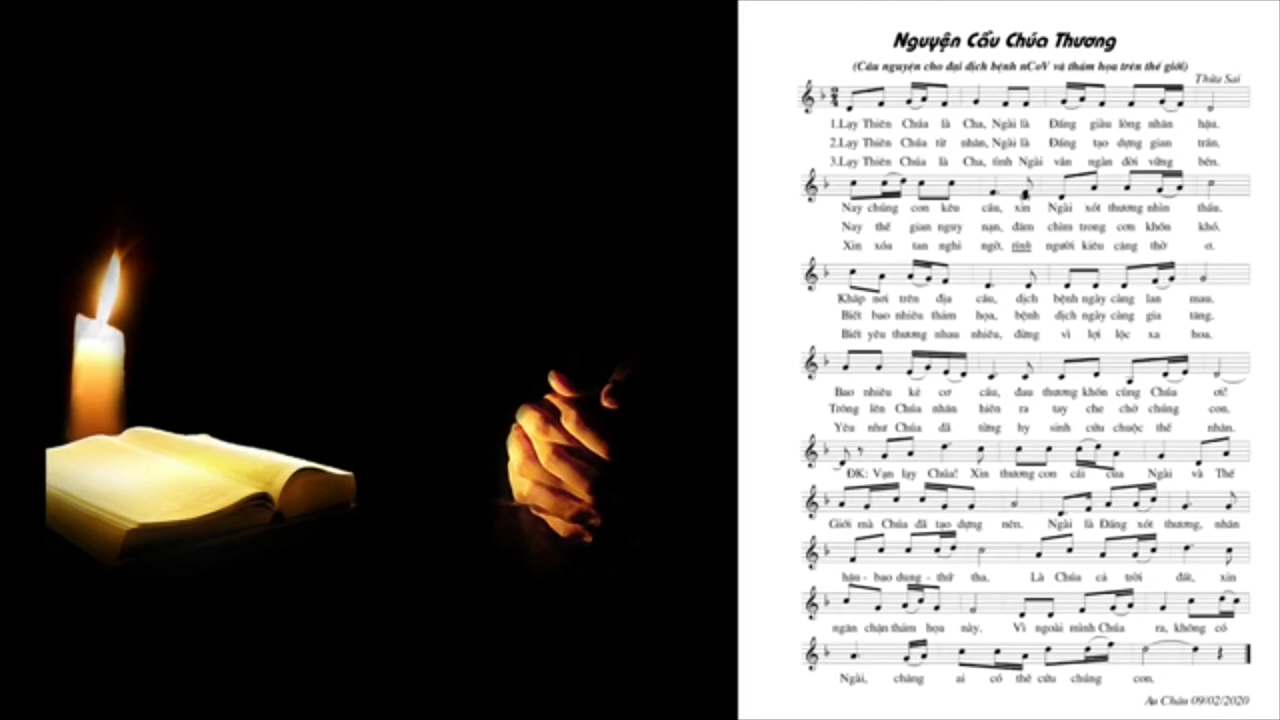 Nguyện Cầu Chúa Thương
(Cầu nguyện cho đại dịch bệnh nCoV và thảm họa trên thế giới)
Thừa Sai
1.Lạy Thiên Chúa là Cha, Ngài là Đấng giàu lòng nhân hậu.
2.Lạy Thiên Chúa từ nhân, Ngài là Đấng tạo dựng gian trần.
3.Lạy Thiên Chúa là Cha, tình Ngài vẫn ngàn đời vững bền.
Nay chúng con kêu cầu, xin Ngài xót thương nhìn thấu.
Nay thế gian nguy nạn, đắm chìm trong cơn khốn khó.
Xin xóa tan nghi ngờ, tính người kiêu căng thờ ơ.
Khắp nơi trên địa cầu, dịch bệnh ngày càng lan mau.
Biết bao nhiêu thảm họa, bệnh dịch ngày càng gia tăng.
Biết yêu thương nhau nhiều, đừng vì lợi lộc xa hoa.
Bao nhiêu kẻ cơ cầu, đau thương khốn cùng Chúa ơi!
Trông lên Chúa nhân hiền ra tay che chở chúng con.
Yêu như Chúa đã từng hy sinh cứu chuộc thế nhân.
ĐK: Vạn lạy Chúa! Xin thương con cái của Ngài và Thế
Giới mà Chúa đã tạo dựng nên. Ngài là Đấng xót thương, nhân
hậu - bao dung - thứ tha. Là Chúa cả trời đất, xin
ngăn chặn thảm họa này. Vì ngoài mình Chúa ra, không có
Ngài, chẳng ai có thể cứu chúng con.
Au Châu 09/02/2020